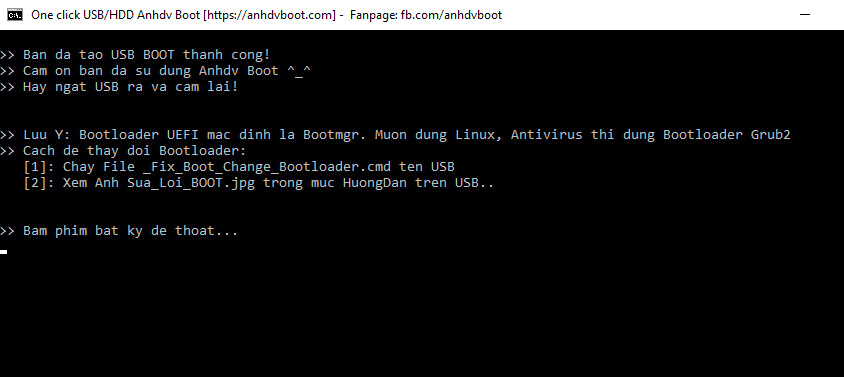 One click USB/HDD Anhdv Boot [https://anhdvboot.com] - Fanpage: fb.com/anhdvboot
>> Ban da tao USB BOOT thanh cong!
>> Cam on ban da su dung Anhdv Boot ^_^
>> Hay ngat USB ra va cam lai!
>> Luu Y: Bootloader UEFI mac dinh la Bootmgr. Muon dung Linux, Antivirus thi dung Bootloader Grub2
>> Cach de thay doi Bootloader:
[1]: Chay File _Fix_Boot_Change_Bootloader.cmd ten USB
[2]: Xem Anh Sua_Loi_BOOT.jpg trong muc HuongDan tren USB..
>> Bam phim bat ky de thoat...